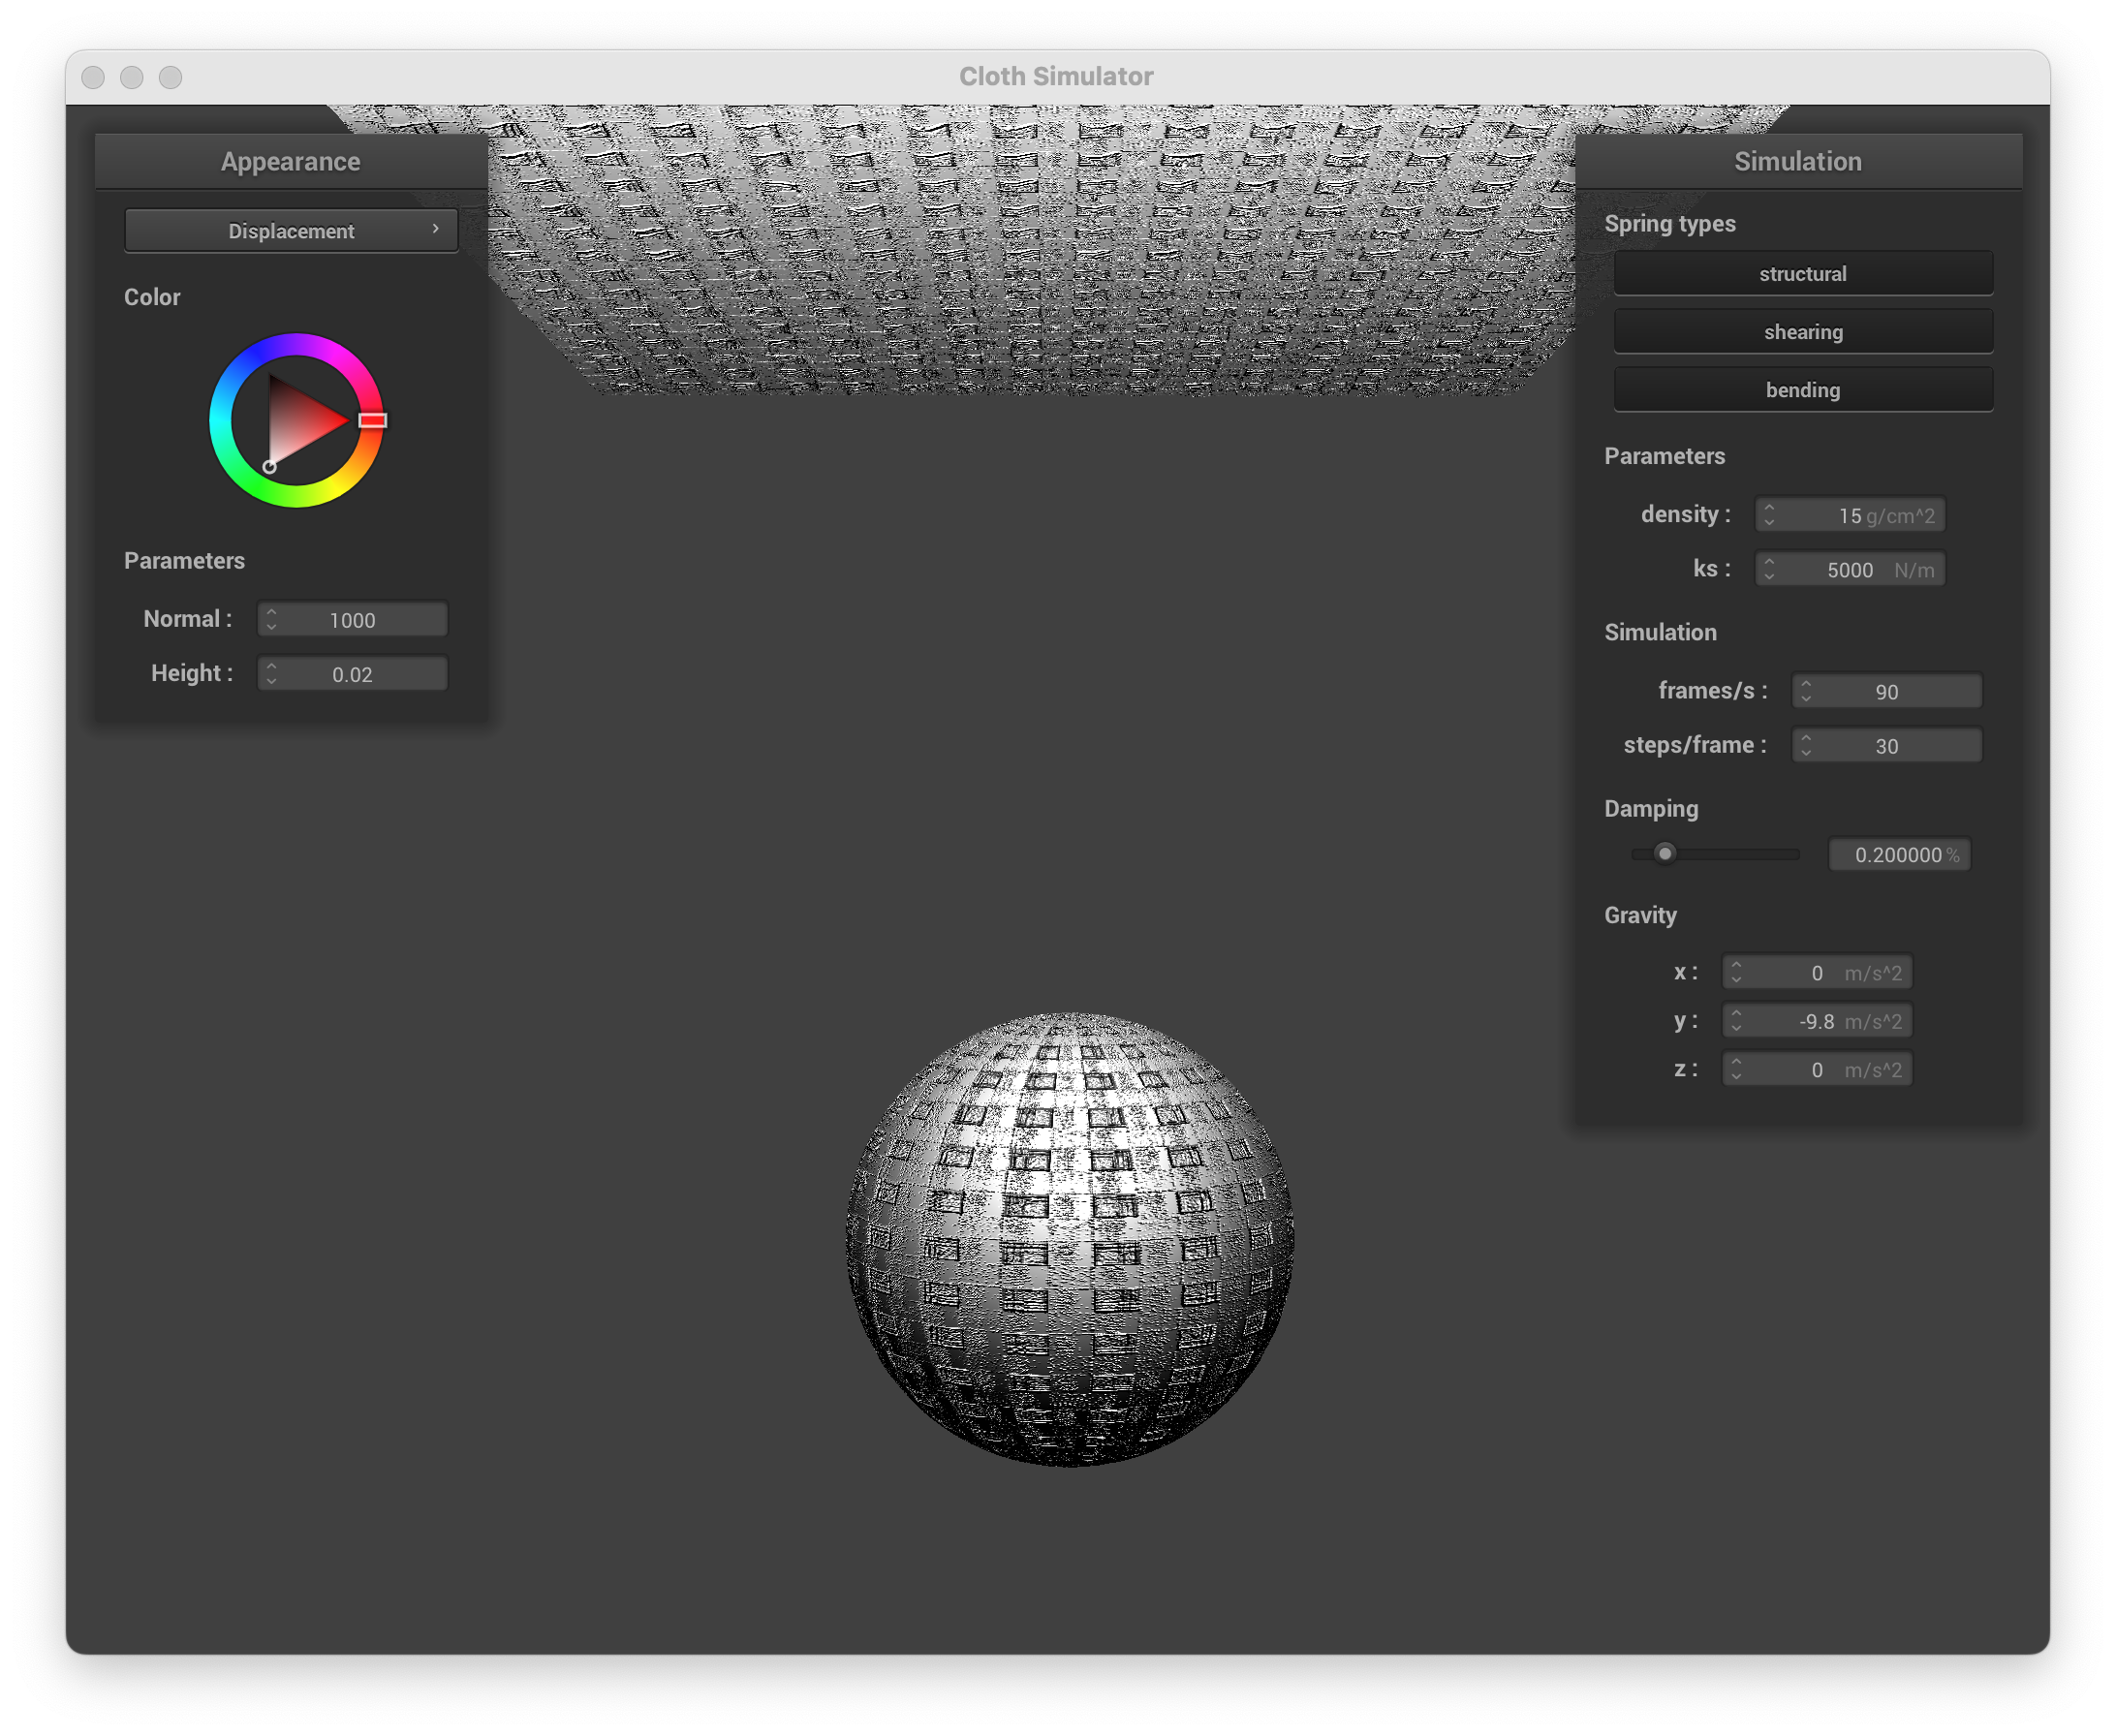 Cloth Simulator
Appearance
Displacement
Color
Parameters
Normal : 1000
Height : 0.02
Simulation
Spring types
structural
shearing
bending
Parameters
density : 15 g/cm^2
ks : 5000 N/m
Simulation
frames/s : 90
steps/frame : 30
Damping
0.200000 %
Gravity
x : 0 m/s^2
y : -9.8 m/s^2
z : 0 m/s^2